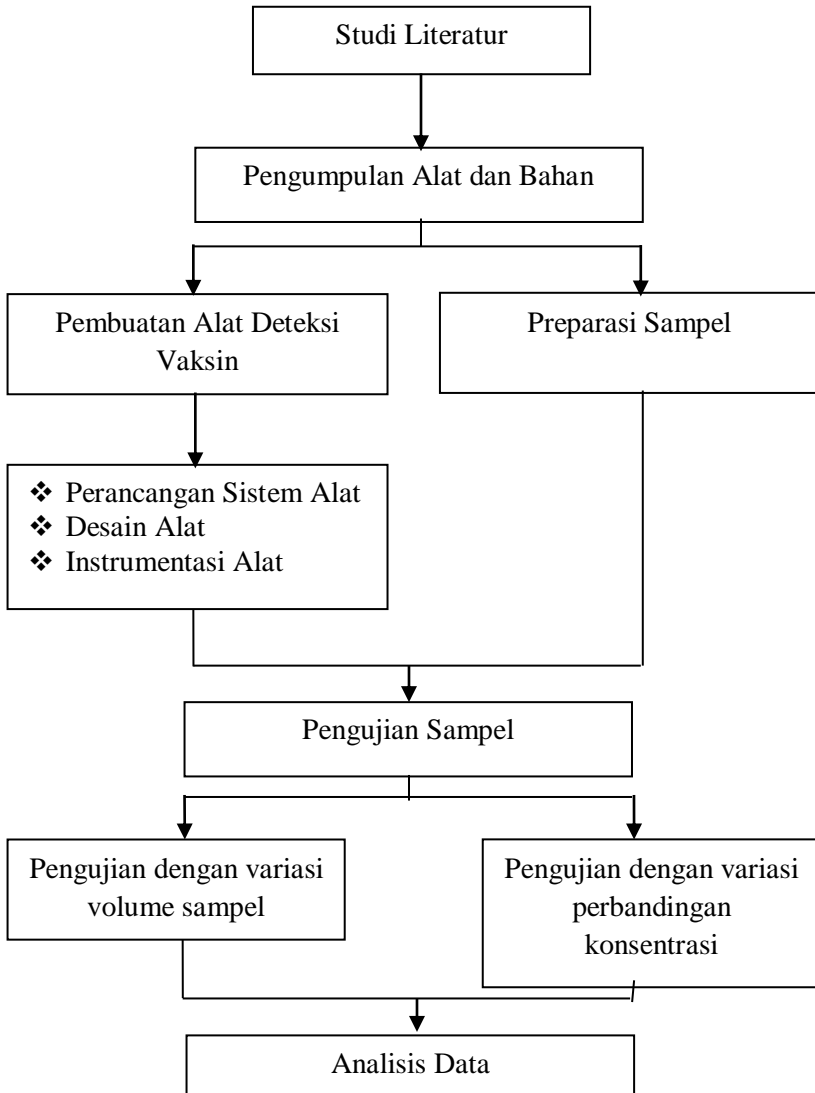 Studi Literatur
Pengumpulan Alat dan Bahan
Pembuatan Alat Deteksi
Vaksin
Preparasi Sampel
❖ Perancangan Sistem Alat
❖ Desain Alat
❖ Instrumentasi Alat
Pengujian Sampel
Pengujian dengan variasi
volume sampel
Pengujian dengan variasi
perbandingan
konsentrasi
Analisis Data